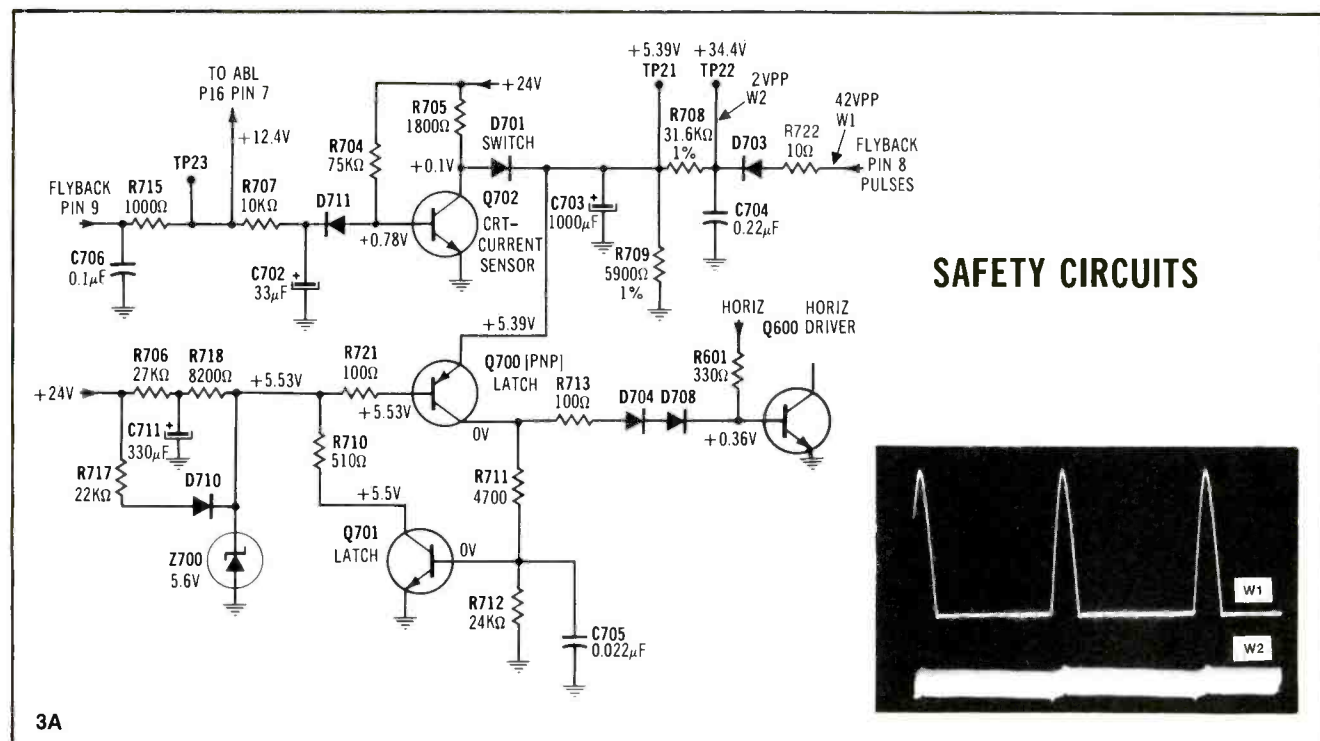 +5.39V
TP21
+34.4V
TP22
2VPP
W2
42VPP
W1
TO ABL
P16 PIN 7
+12.4V
+24V
R705
1800Ω
D701
SWITCH
R704
75KΩ
+0.1V
R708
31.6KΩ
1%
D703
R722
10Ω
FLYBACK
PIN 8
PULSES
FLYBACK
PIN 9
R715
1000Ω
TP23
R707
10KΩ
D711
+0.78V
Q702
CRT-
CURRENT
SENSOR
C703
1000µF
C704
0.22µF
C706
0.1µF
C702
33µF
R709
5900Ω
1%
SAFETY CIRCUITS
+5.39V
HORIZ
HORIZ
Q600 DRIVER
R706
27KΩ
R718
8200Ω
+24V
+5.53V
R721
100Ω
+5.53V
Q700 [PNP]
LATCH
R713
100Ω
D704
D708
R601
330Ω
+0.36V
0V
C711
330µF
R710
510Ω
R717
22KΩ
D710
R711
4700
+5.5V
Q701
LATCH
0V
Z700
5.6V
R712
24KΩ
C705
0.022µF
W1
W2
3A